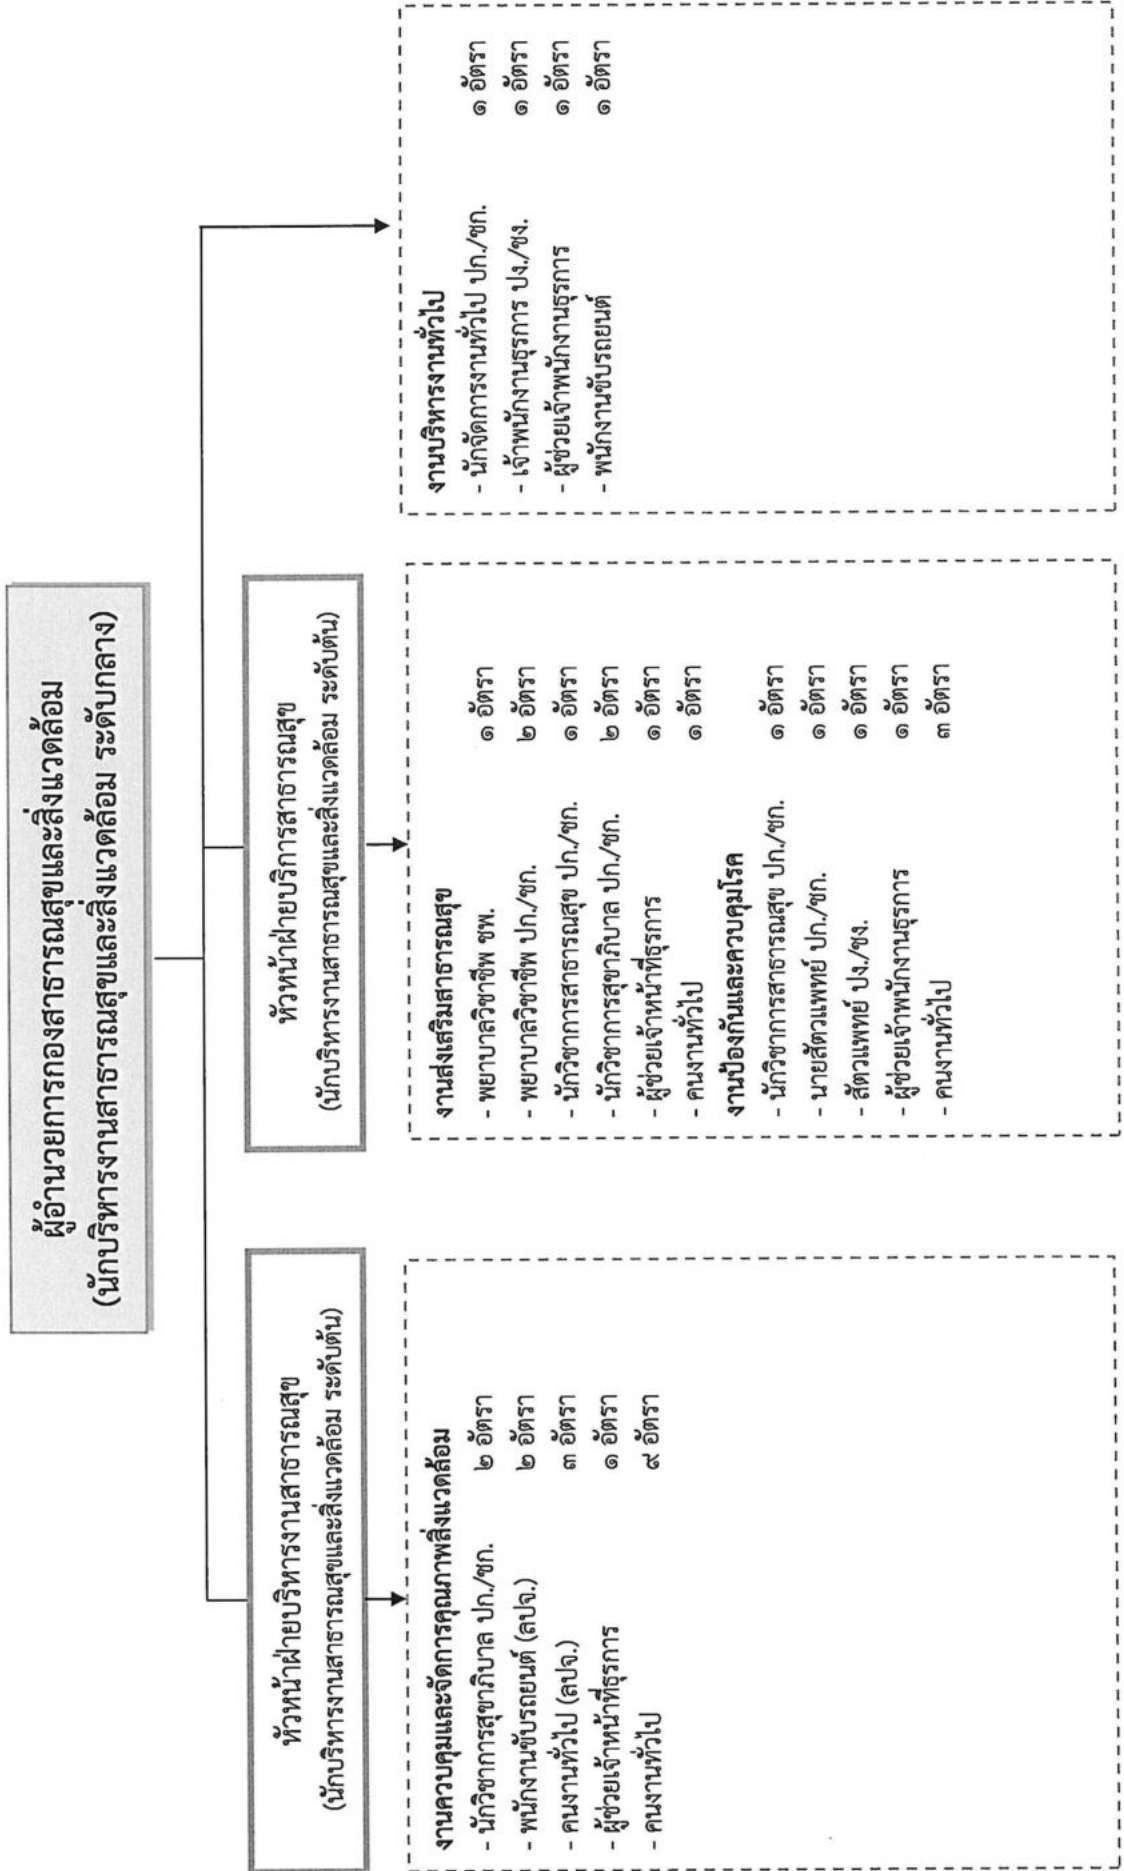 ผู้อำนวยการกองสาธารณสุขและสิ่งแวดล้อม
(นักบริหารงานสาธารณสุขและสิ่งแวดล้อม ระดับกลาง)
หัวหน้าฝ่ายบริหารงานสาธารณสุข
(นักบริหารงานสาธารณสุขและสิ่งแวดล้อม ระดับต้น)
งานควบคุมและจัดการคุณภาพสิ่งแวดล้อม
- นักวิชาการสุขาภิบาล ปก./ชก. ๒ อัตรา
- พนักงานขับรถยนต์ (ลปจ.) ๒ อัตรา
- คนงานทั่วไป (ลปจ.) ๓ อัตรา
- ผู้ช่วยเจ้าหน้าที่ธุรการ ๑ อัตรา
- คนงานทั่วไป ๙ อัตรา
หัวหน้าฝ่ายบริการสาธารณสุข
(นักบริหารงานสาธารณสุขและสิ่งแวดล้อม ระดับต้น)
งานส่งเสริมสาธารณสุข
- พยาบาลวิชาชีพ ชพ. ๑ อัตรา
- พยาบาลวิชาชีพ ปก./ชก. ๒ อัตรา
- นักวิชาการสาธารณสุข ปก./ชก. ๑ อัตรา
- นักวิชาการสุขาภิบาล ปก./ชก. ๒ อัตรา
- ผู้ช่วยเจ้าหน้าที่ธุรการ ๑ อัตรา
- คนงานทั่วไป ๑ อัตรา
งานป้องกันและควบคุมโรค
- นักวิชาการสาธารณสุข ปก./ชก. ๑ อัตรา
- นายสัตวแพทย์ ปก./ชก. ๑ อัตรา
- สัตวแพทย์ ปง./ชง. ๑ อัตรา
- ผู้ช่วยเจ้าพนักงานธุรการ ๑ อัตรา
- คนงานทั่วไป ๓ อัตรา
งานบริหารงานทั่วไป
- นักจัดการงานทั่วไป ปก./ชก. ๑ อัตรา
- เจ้าพนักงานธุรการ ปง./ชง. ๑ อัตรา
- ผู้ช่วยเจ้าพนักงานธุรการ ๑ อัตรา
- พนักงานขับรถยนต์ ๑ อัตรา